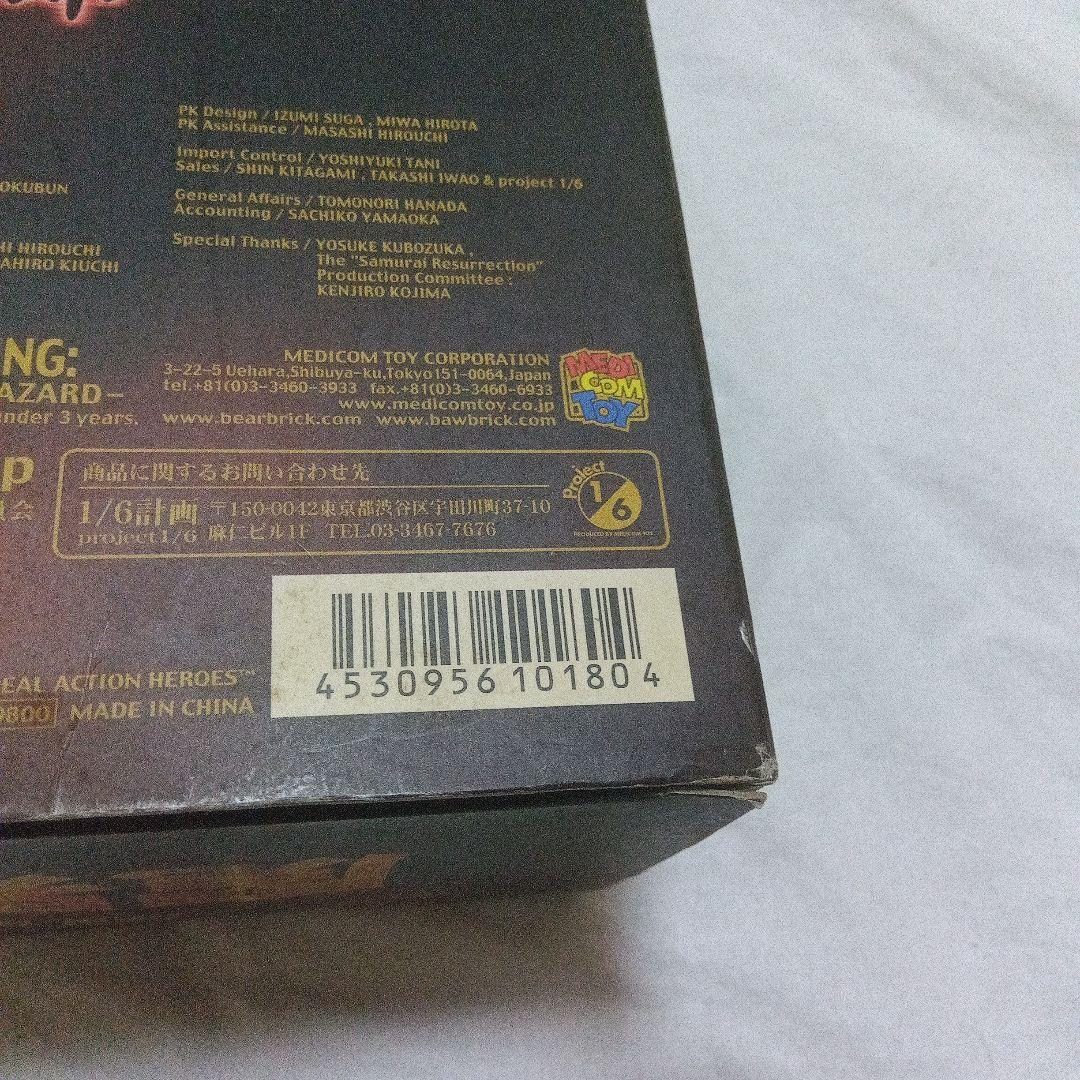 PK Design / IZUMI SUGA , MIWA HIROTA
PK Assistance / MASASHI HIROUCHI
Import Control / YOSHIYUKI TANI
Sales / SHIN KITAGAMI , TAKASHI IWAO & project 1/6
General Affairs / TOMONORI HANADA
Accounting / SACHIKO YAMAOKA
Special Thanks / YOSUKE KUBOZUKA ,
The "Samurai Resurrection"
Production Committee :
KENJIRO KOJIMA
OKUBUN
HI HIROUCHI
AHIRO KIUCHI
NG:
AZARD–
nder 3 years.
MEDICOM TOY CORPORATION
3-22-5 Uehara,Shibuya-ku,Tokyo151-0064,Japan
tel.+81(0)3-3460-3933 fax.+81(0)3-3460-6933
www.medicomtoy.co.jp
www.bearbrick.com www.bawbrick.com
MEDI
COM
TOY
p
会
商品に関するお問い合わせ先
1/6計画 〒150-0042東京都渋谷区宇田川町37-10
project1/6 麻仁ビル1F TEL.03-3467-7676
Project
1/6
PRODUCED BY MEDICOM TOY
4530956101804
EAL ACTION HEROES™
9800 MADE IN CHINA